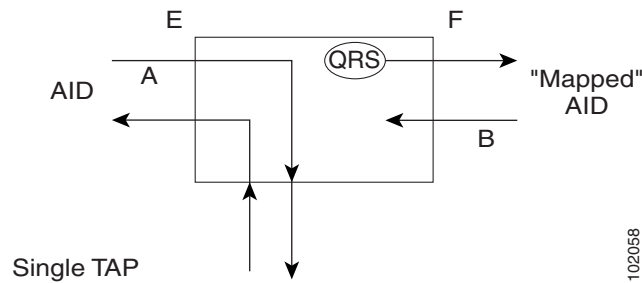 E
F
A
QRS
AID
"Mapped"
AID
B
Single TAP
102058